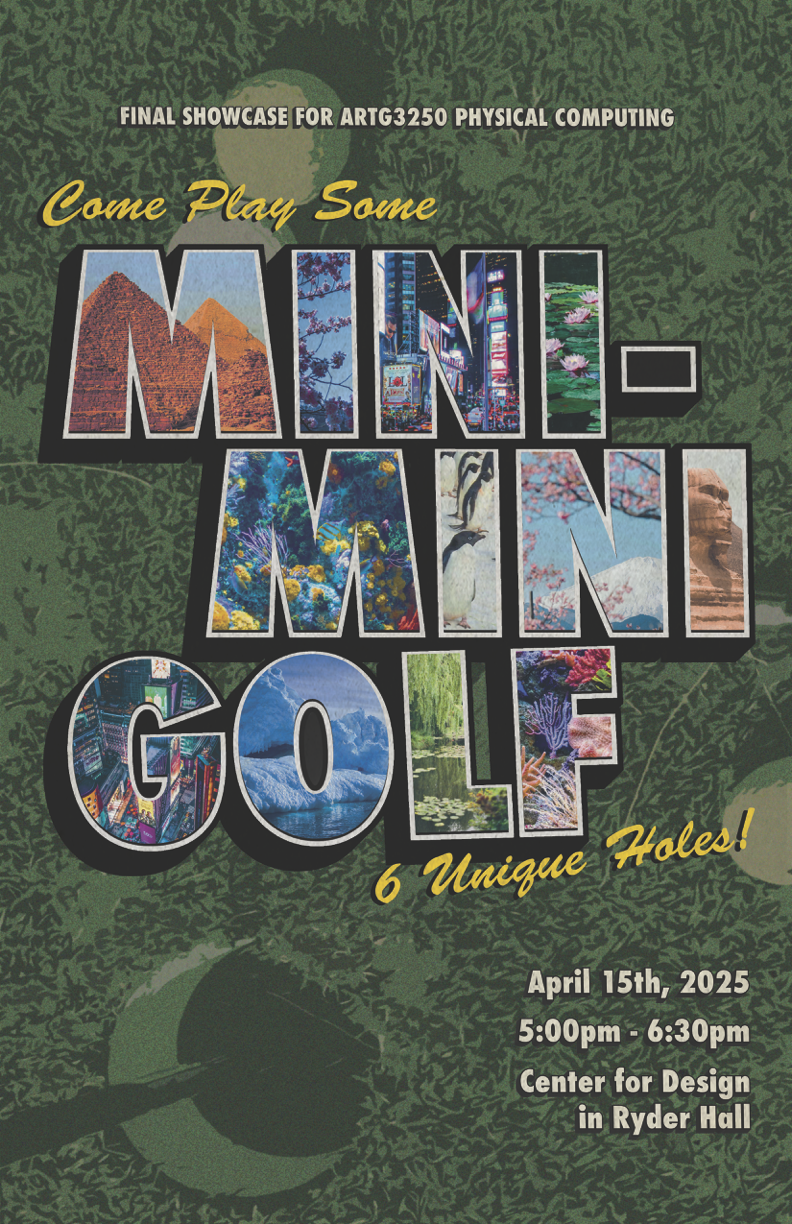 FINAL SHOWCASE FOR ARTG3250 PHYSICAL COMPUTING
Come Play Some
MINI-
MINI
GOLF
6 Unique Holes!
April 15th, 2025
5:00pm - 6:30pm
Center for Design
in Ryder Hall